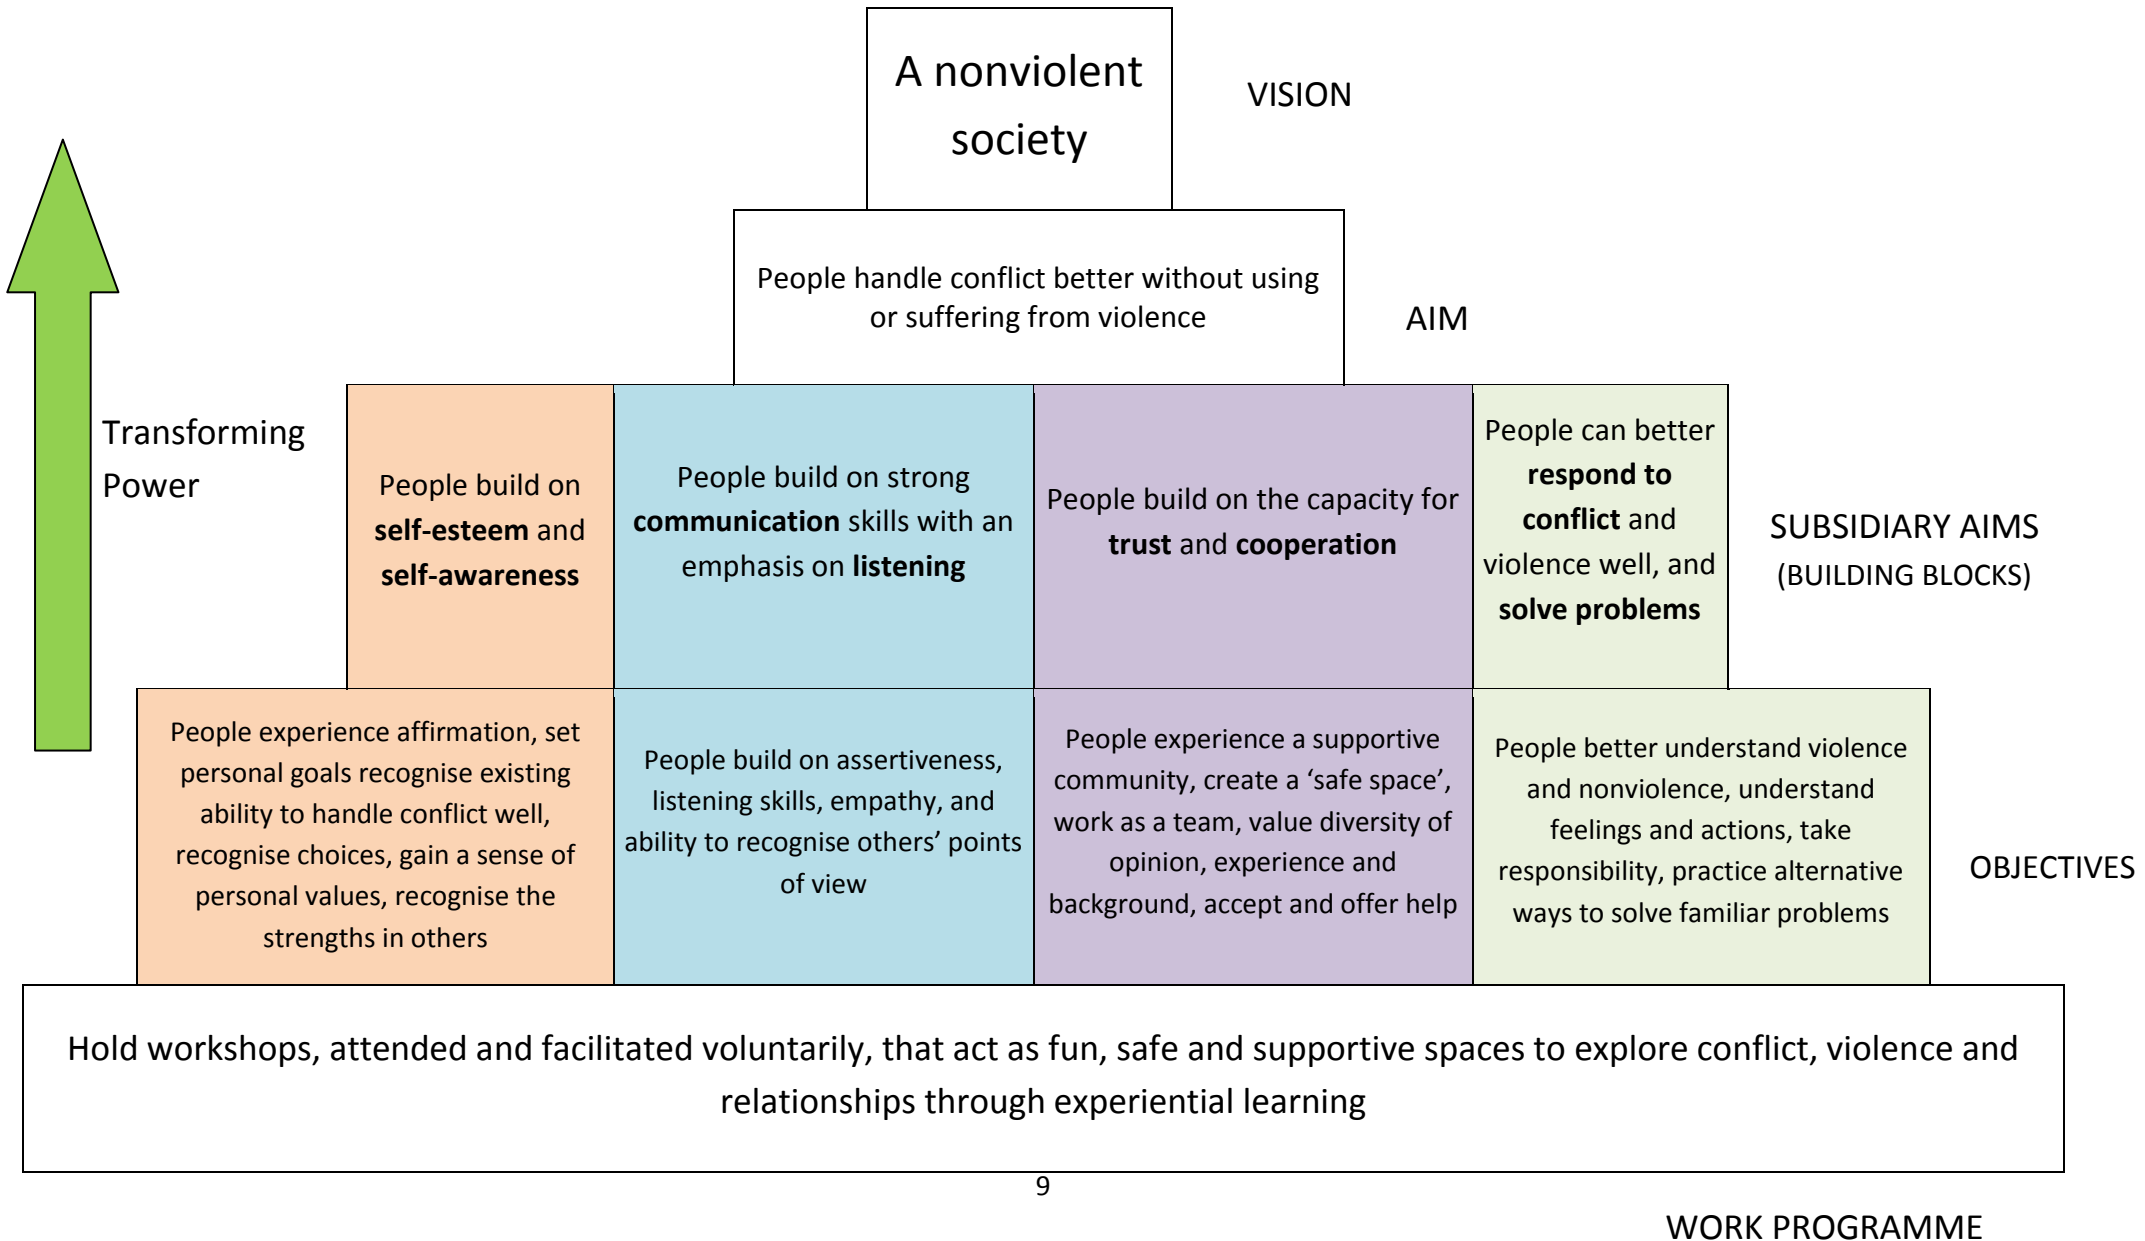 A nonviolent
society
VISION
People handle conflict better without using
or suffering from violence
AIM
Transforming
Power
People build on
self-esteem and
self-awareness
People build on strong
communication skills with an
emphasis on listening
People build on the capacity for
trust and cooperation
People can better
respond to
conflict and
violence well, and
solve problems
SUBSIDIARY AIMS
(BUILDING BLOCKS)
People experience affirmation, set
personal goals recognise existing
ability to handle conflict well,
recognise choices, gain a sense of
personal values, recognise the
strengths in others
People build on assertiveness,
listening skills, empathy, and
ability to recognise others’ points
of view
People experience a supportive
community, create a ‘safe space’,
work as a team, value diversity of
opinion, experience and
background, accept and offer help
People better understand violence
and nonviolence, understand
feelings and actions, take
responsibility, practice alternative
ways to solve familiar problems
OBJECTIVES
Hold workshops, attended and facilitated voluntarily, that act as fun, safe and supportive spaces to explore conflict, violence and
relationships through experiential learning
9
WORK PROGRAMME